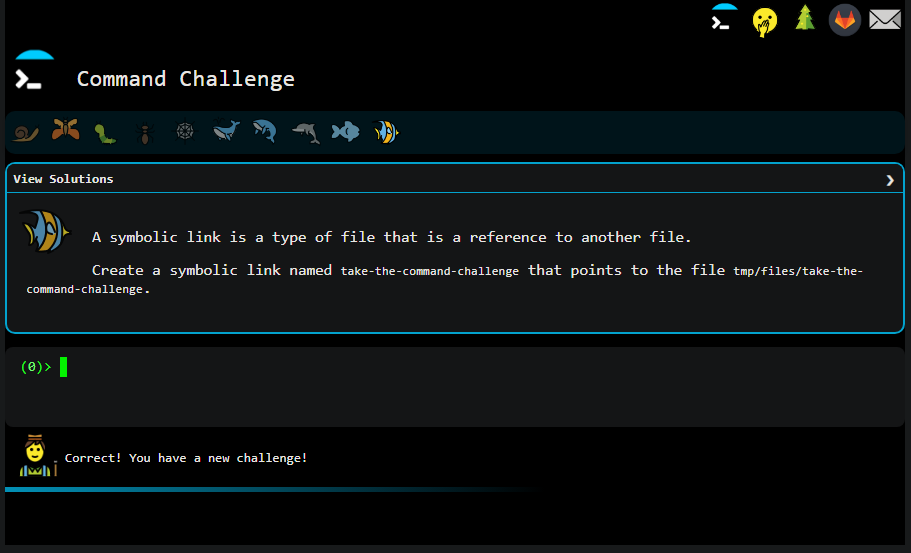 Command Challenge
View Solutions
A symbolic link is a type of file that is a reference to another file.
Create a symbolic link named take-the-command-challenge that points to the file tmp/files/take-the-
command-challenge.
(0)>
Correct! You have a new challenge!